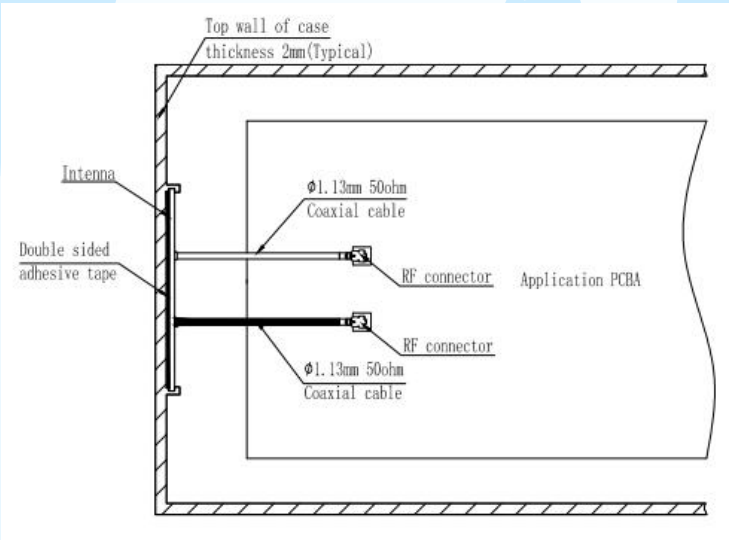 Top wall of case
thickness 2mm(Typical)
Intenna
ϕ1.13mm 50ohm
Coaxial cable
Double sided
adhesive tape
RF connector
Application PCBA
RF connector
ϕ1.13mm 50ohm
Coaxial cable